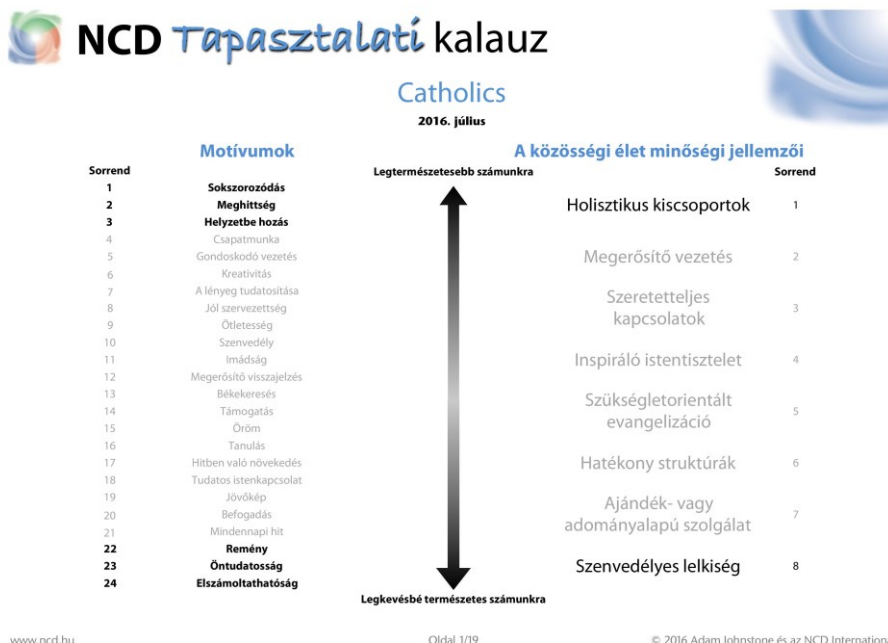 NCD Tapasztalati kalauz
Catholics
2016. július
Motívumok
Sorrend
1 Sokszorozódás
2 Meghittség
3 Helyzetbe hozás
4 Csapatmunka
5 Gondoskodó vezetés
6 Kreativitás
7 A lényeg tudatosítása
8 Jól szervezettség
9 Ötletesség
10 Szenvedély
11 Imádság
12 Megerősítő visszajelzés
13 Békekeresés
14 Támogatás
15 Öröm
16 Tanulás
17 Hitben való növekedés
18 Tudatos istenkapcsolat
19 Jövőkép
20 Befogadás
21 Mindennapi hit
22 Remény
23 Öntudatosság
24 Elszámoltathatóság
Legtermészetesebb számunkra
Legkevésbé természetes számunkra
A közösségi élet minőségi jellemzői
Sorrend
Holisztikus kiscsoportok 1
Megerősítő vezetés 2
Szeretetteljes
kapcsolatok 3
Inspiráló istentisztelet 4
Szükségletorientált
evangelizáció 5
Hatékony struktúrák 6
Ajándék- vagy
adományalapú szolgálat 7
Szenvedélyes lelkiség 8
www.ncd.hu
Oldal 1/19
© 2016 Adam Johnstone és az NCD International